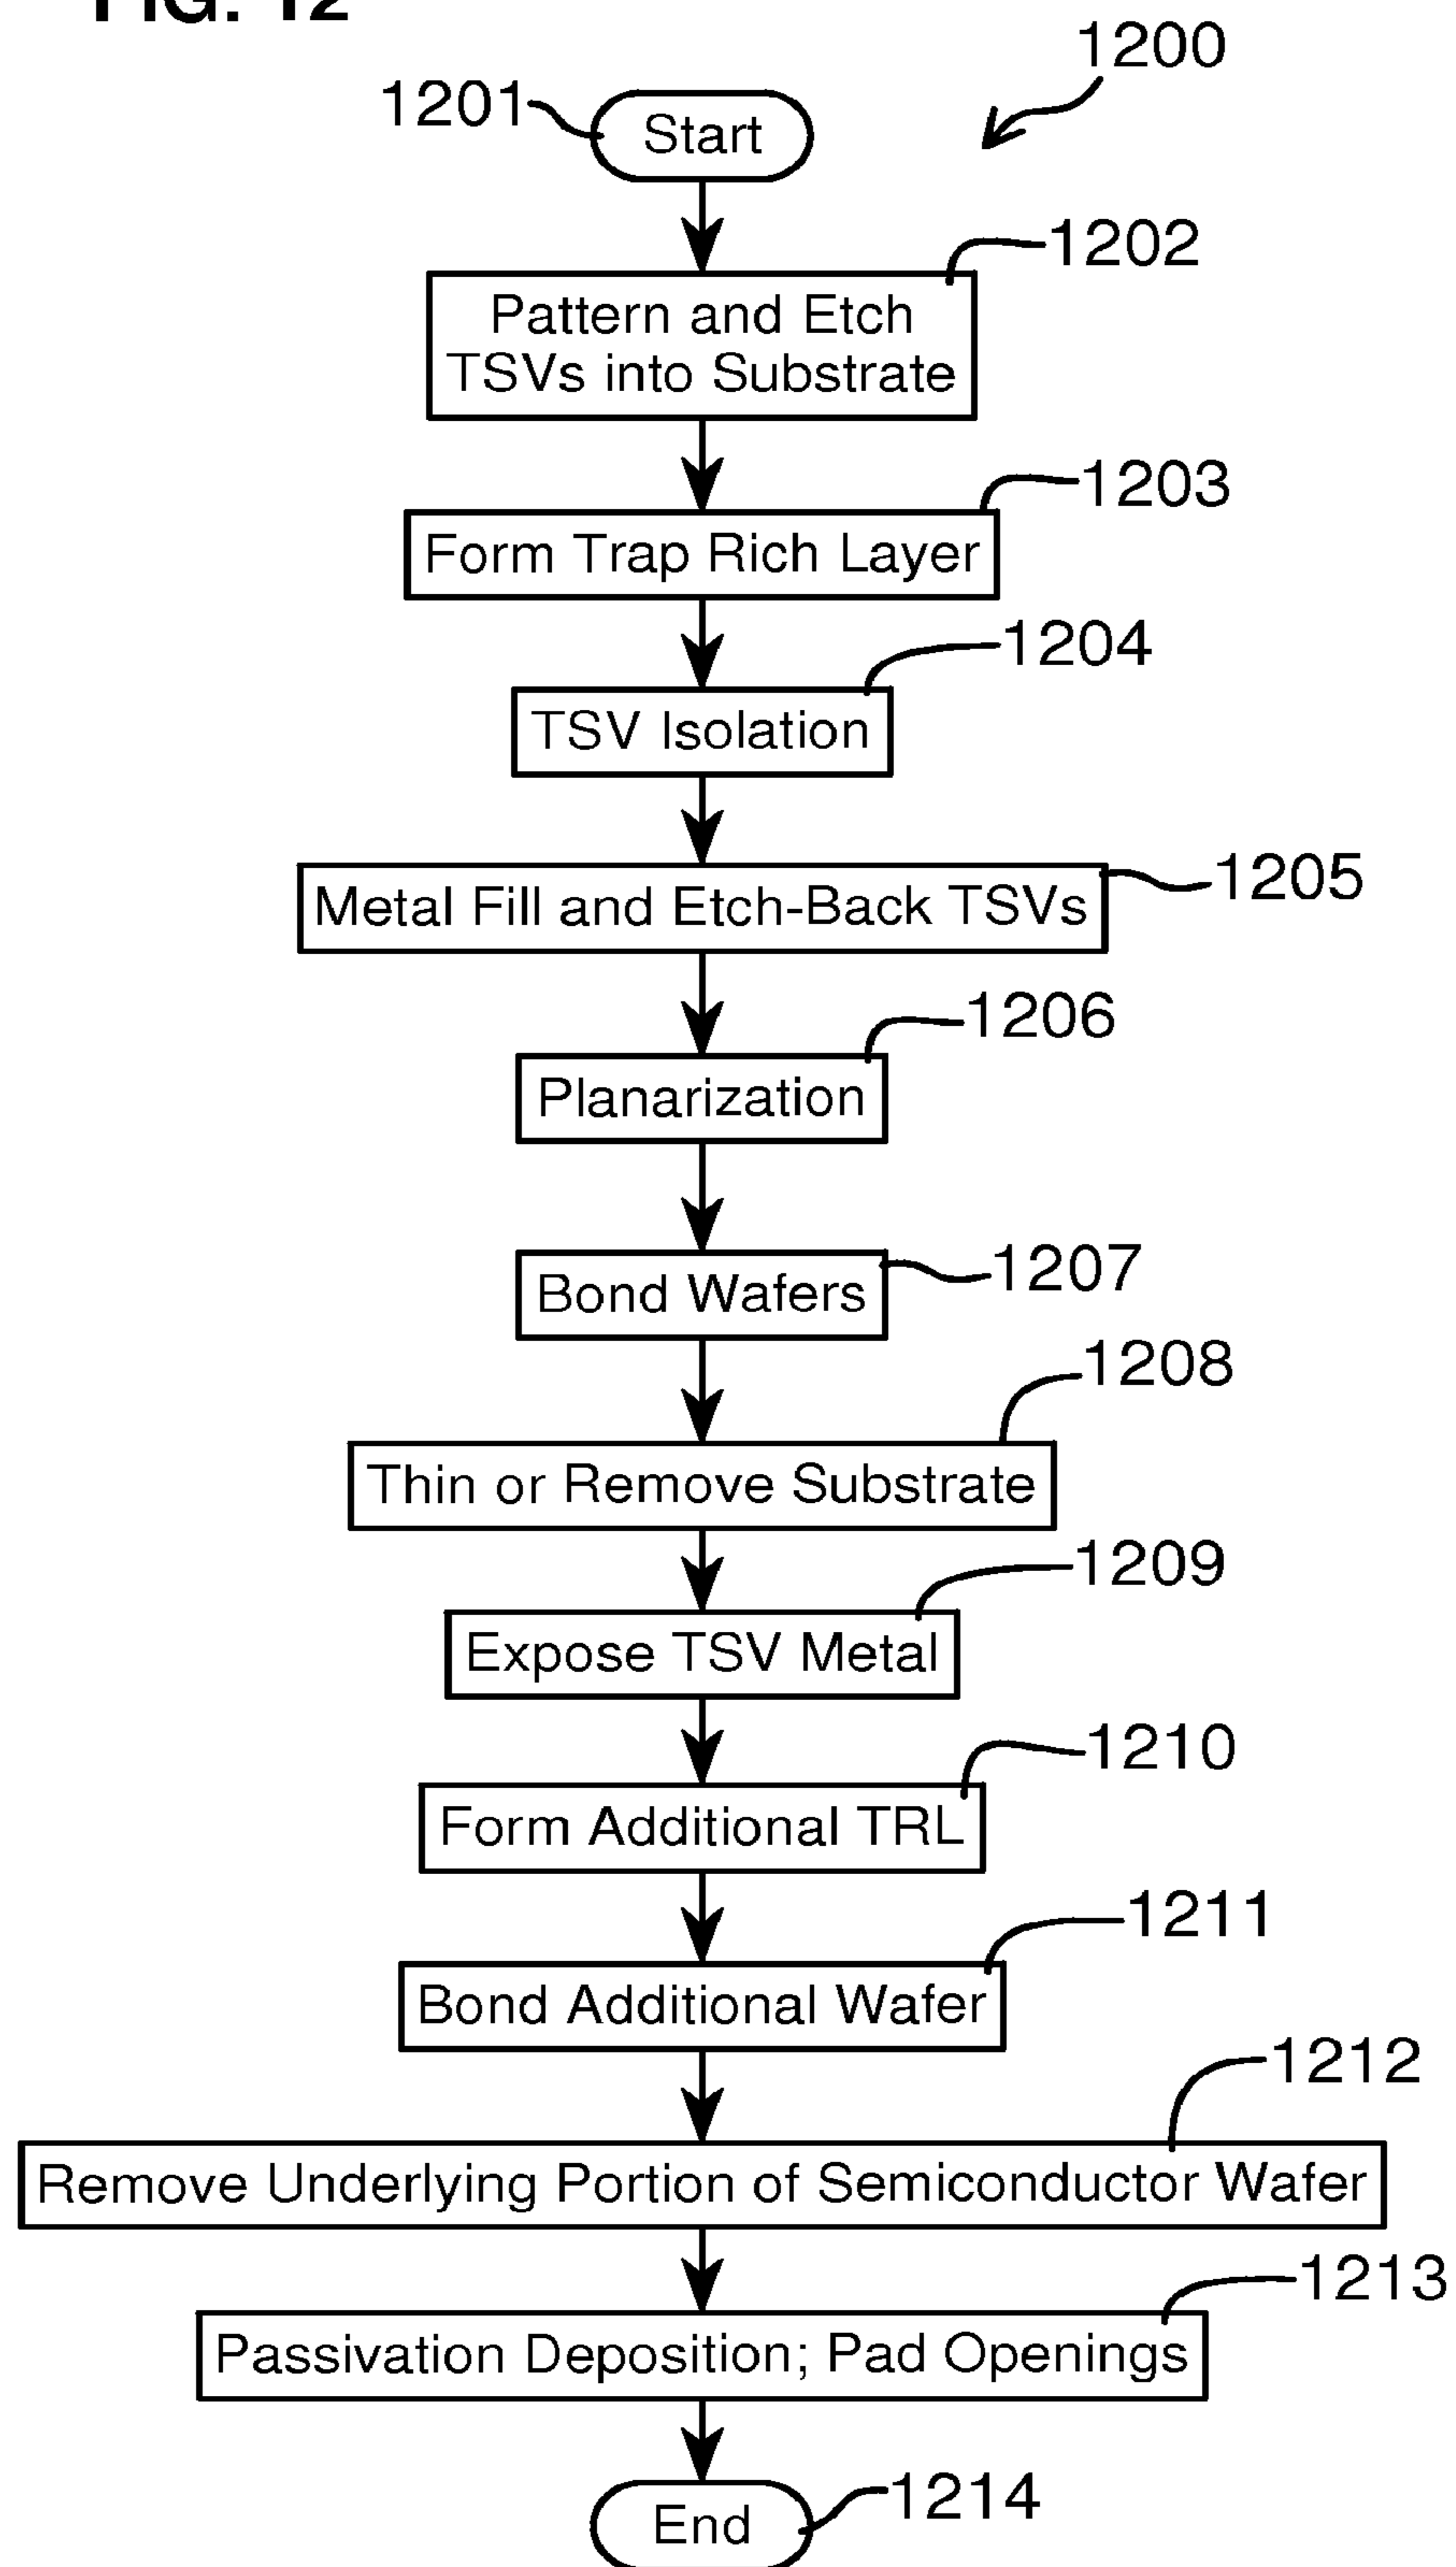 FIG. 12
1200
1201
Start
1202
Pattern and Etch
TSVs into Substrate
1203
Form Trap Rich Layer
1204
TSV Isolation
1205
Metal Fill and Etch-Back TSVs
1206
Planarization
1207
Bond Wafers
1208
Thin or Remove Substrate
1209
Expose TSV Metal
1210
Form Additional TRL
1211
Bond Additional Wafer
1212
Remove Underlying Portion of Semiconductor Wafer
1213
Passivation Deposition; Pad Openings
End
1214